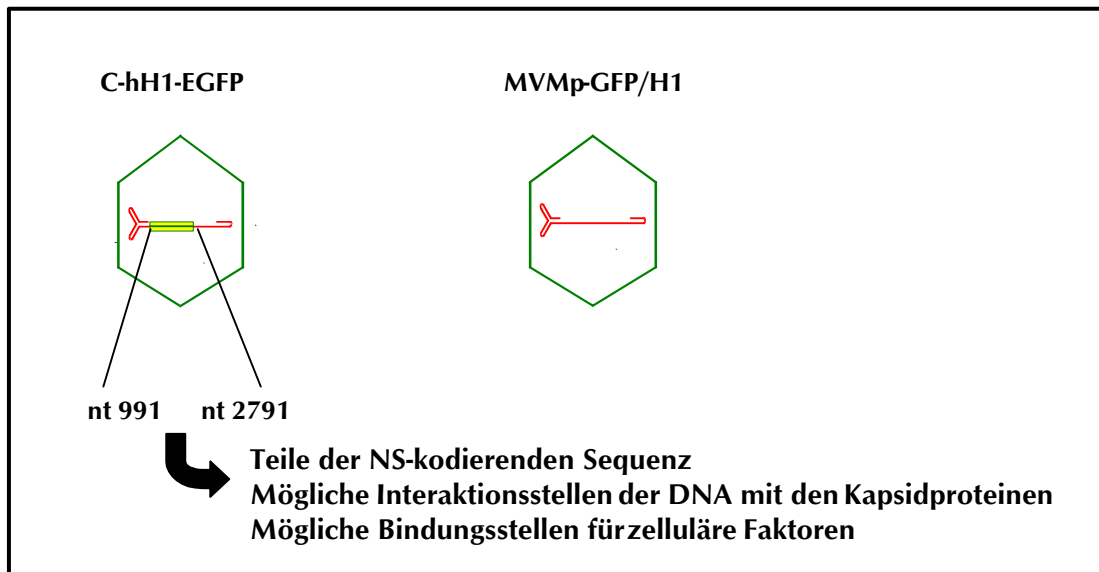 C-hH1-EGFP MVMp-GFP/H1
nt 991 nt 2791
Teile der NS-kodierenden Sequenz
Mögliche Interaktionsstellen der DNA mit den Kapsidproteinen
Mögliche Bindungsstellen für zelluläre Faktoren